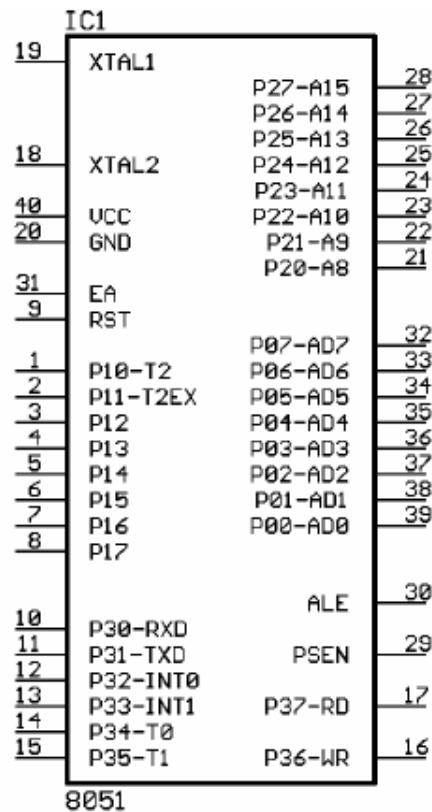 IC1
19 XTAL1
P27-A15 28
P26-A14 27
P25-A13 26
18 XTAL2 P24-A12 25
P23-A11 24
40 VCC P22-A10 23
20 GND P21-A9 22
P20-A8 21
31 EA
9 RST
P07-AD7 32
1 P10-T2 P06-AD6 33
2 P11-T2EX P05-AD5 34
3 P12 P04-AD4 35
4 P13 P03-AD3 36
5 P14 P02-AD2 37
6 P15 P01-AD1 38
7 P16 P00-AD0 39
8 P17
ALE 30
10 P30-RXD
11 P31-TXD PSEN 29
12 P32-INT0
13 P33-INT1 P37-RD 17
14 P34-T0
15 P35-T1 P36-WR 16
8051